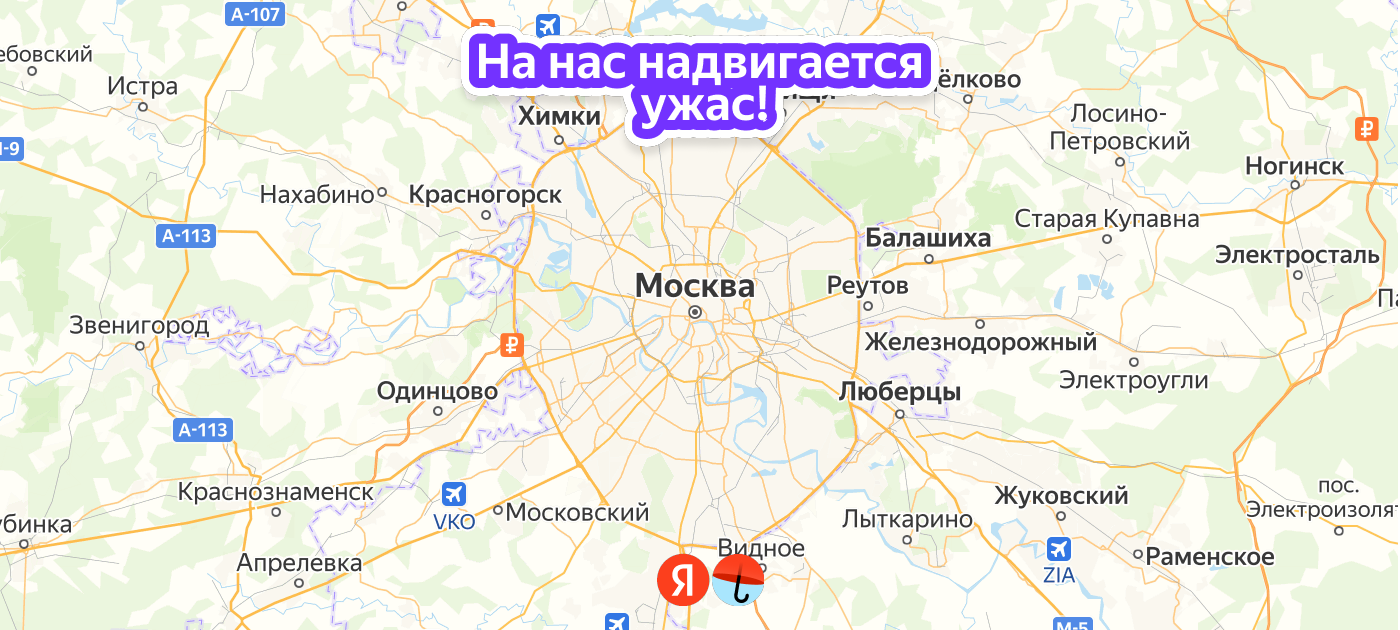 А-107
На нас надвигается
ужас!
Истра
Химки
Лосино-
Петровский
Ногинск
Нахабино
Красногорск
Старая Купавна
А-113
Балашиха
Электросталь
Москва
Реутов
Звенигород
Железнодорожный
Электроугли
Одинцово
Люберцы
А-113
Краснознаменск
VKO
Московский
Жуковский
пос.
Лыткарино
Видное
Апрелевка
ZIA
Раменское
Я
М-5